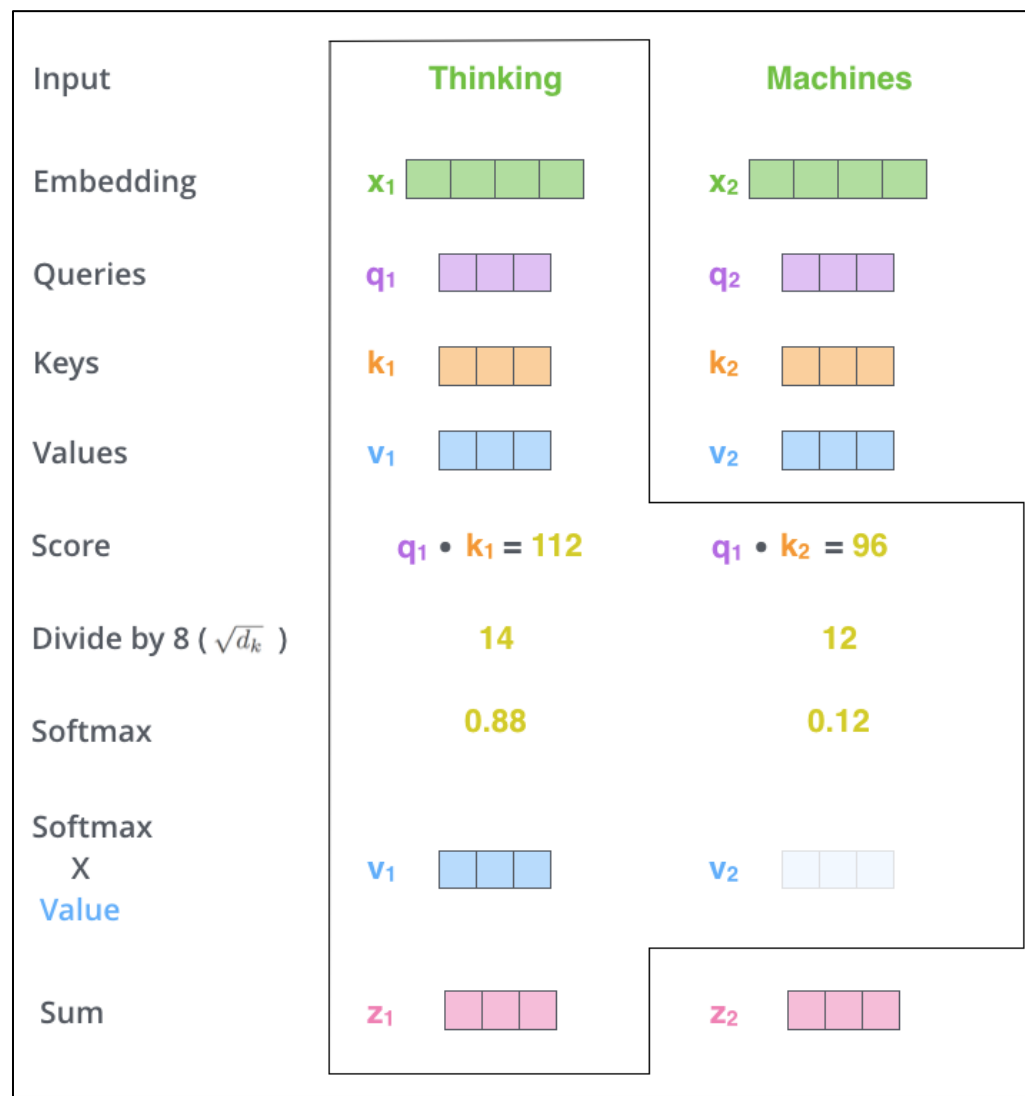 Input Thinking Machines
Embedding x₁ x₂
Queries q₁ q₂
Keys k₁ k₂
Values v₁ v₂
Score q₁ • k₁ = 112 q₁ • k₂ = 96
Divide by 8 ( √dₖ ) 14 12
Softmax 0.88 0.12
Softmax
X v₁ v₂
Value
Sum z₁ z₂